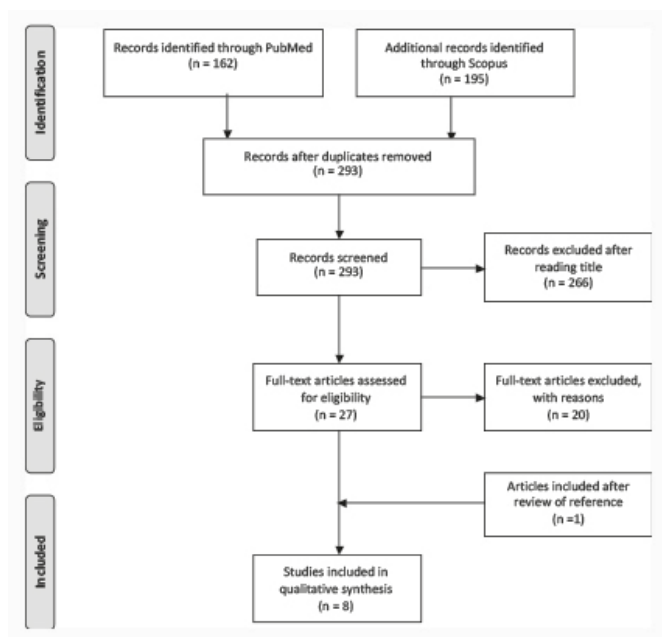 Identification
Records identified through PubMed
(n = 162)
Additional records identified
through Scopus
(n = 195)
Records after duplicates removed
(n = 293)
Screening
Records screened
(n = 293)
Records excluded after
reading title
(n = 266)
Eligibility
Full-text articles assessed
for eligibility
(n = 27)
Full-text articles excluded,
with reasons
(n = 20)
Articles included after
review of reference
(n =1)
Included
Studies included in
qualitative synthesis
(n = 8)